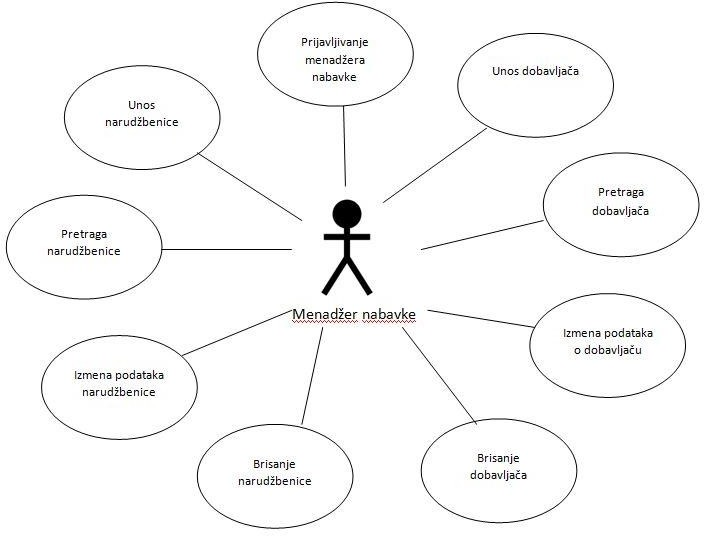 Prijavljivanje
menadžera
nabavke
Unos dobavljača
Unos
narudžbenice
Pretraga
dobavljača
Pretraga
narudžbenice
Menadžer nabavke
Izmena podataka
o dobavljaču
Izmena podataka
narudžbenice
Brisanje
dobavljača
Brisanje
narudžbenice